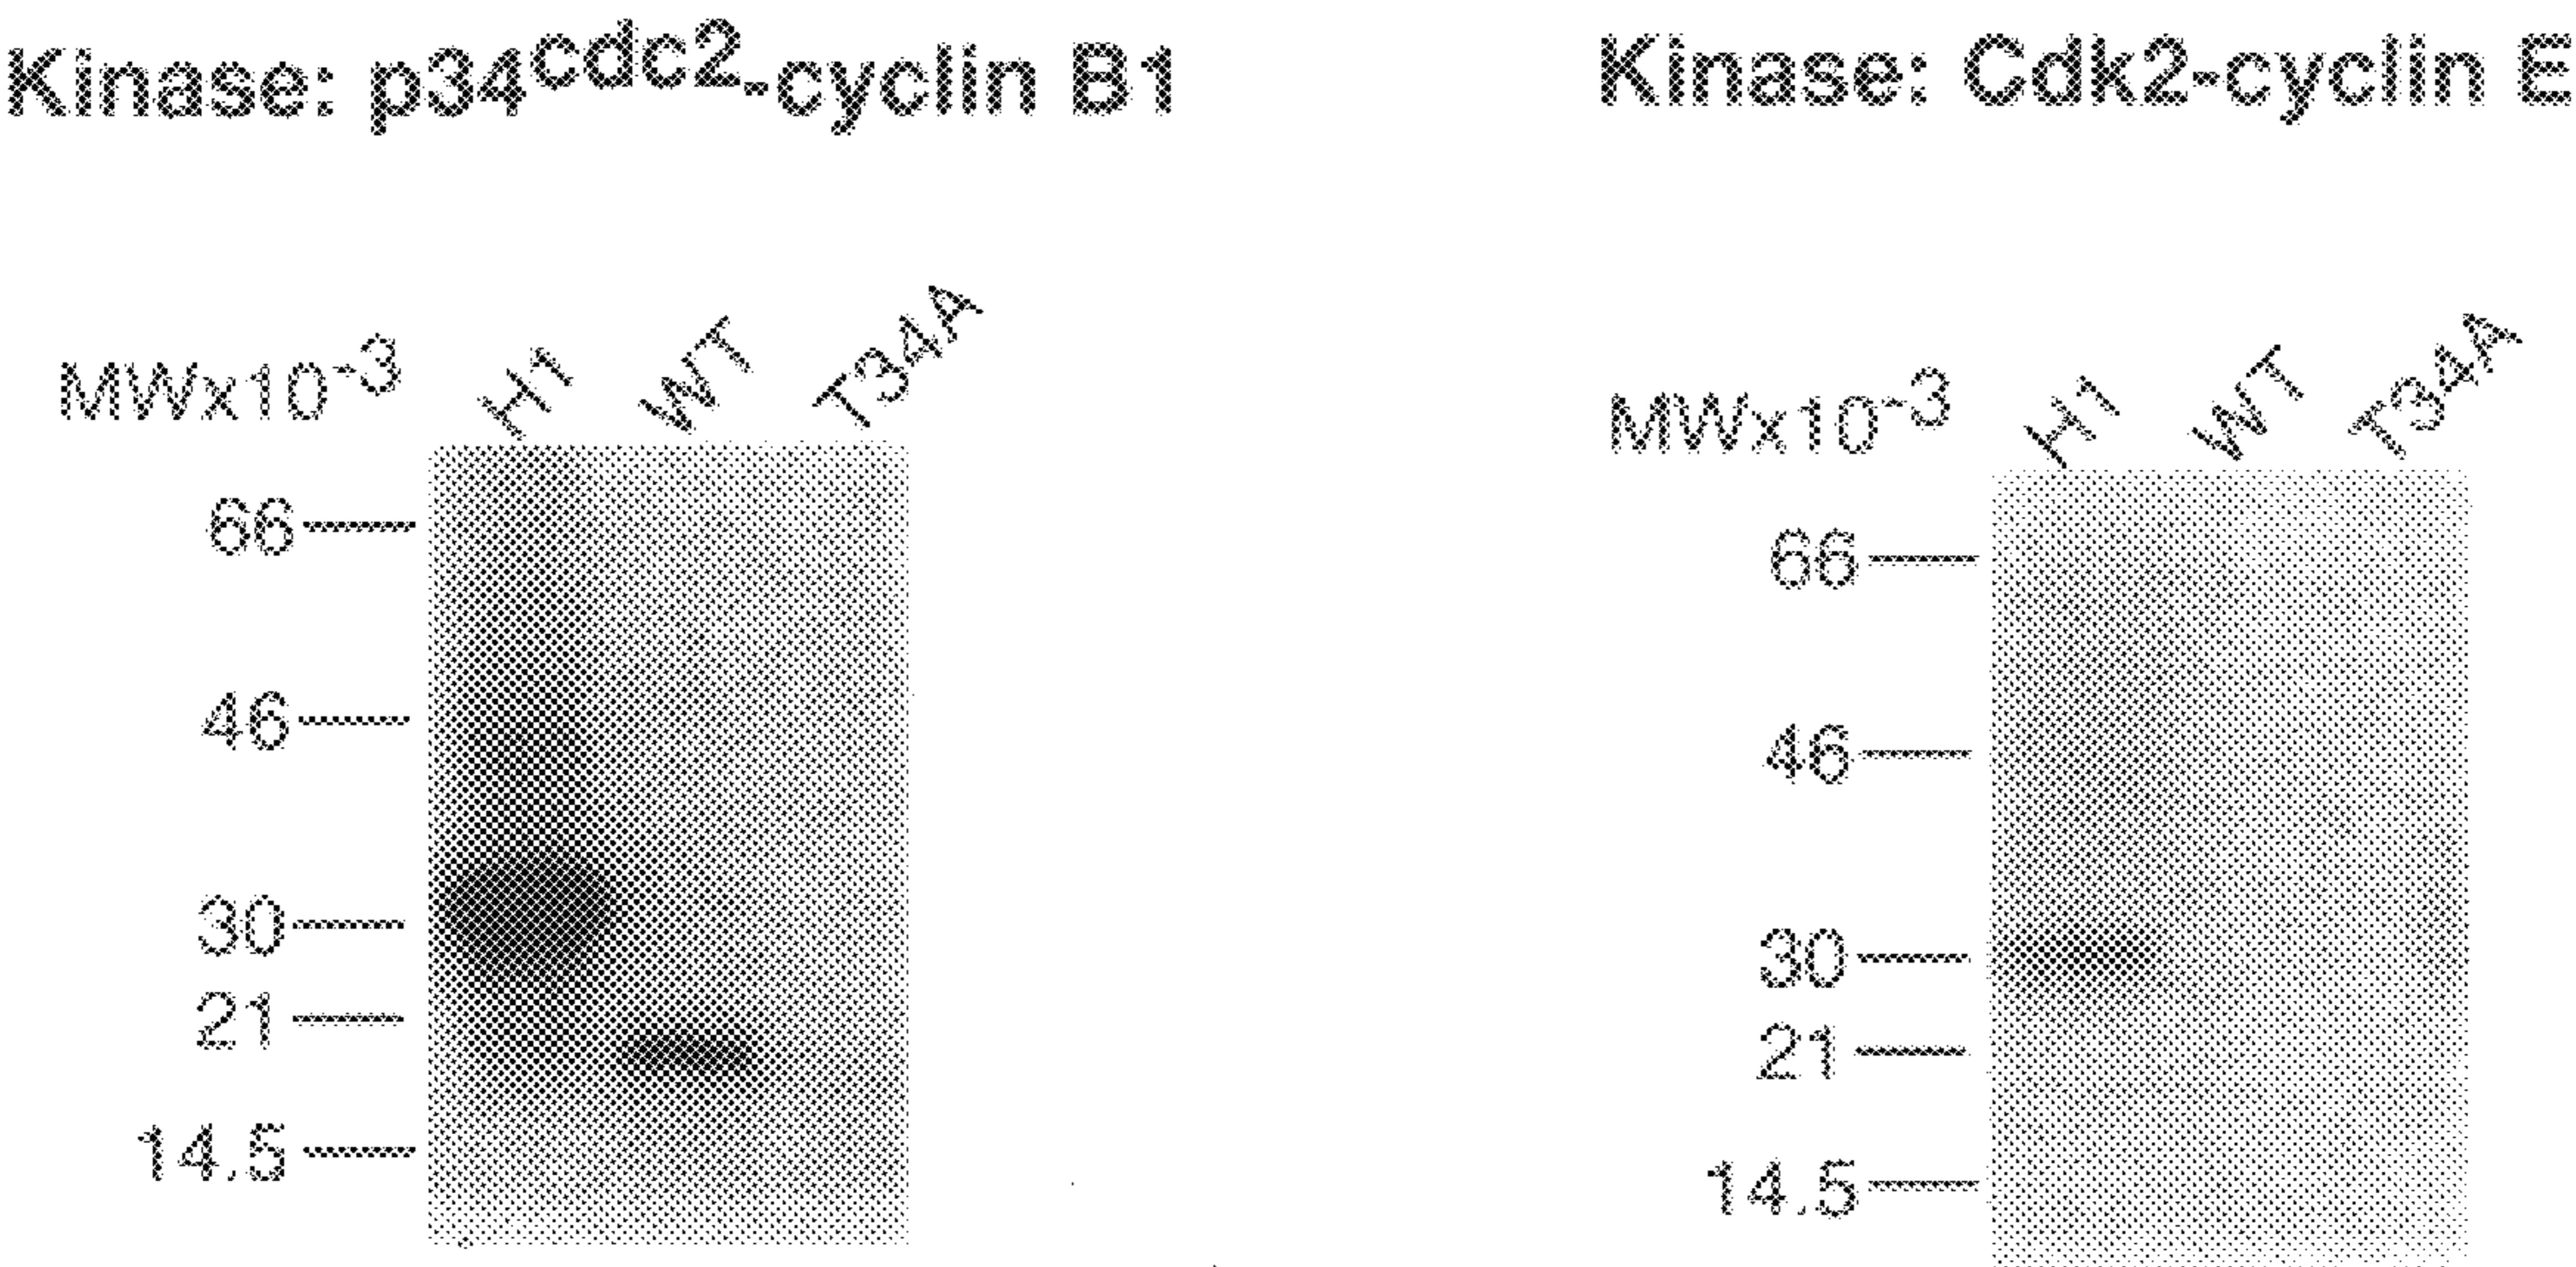 Kinase: p34cdc2-cyclin B1
MWx10-3 H1 WT T34A
66
46
30
21
14.5
Kinase: Cdk2-cyclin E
MWx10-3 H1 WT T34A
66
46
30
21
14.5